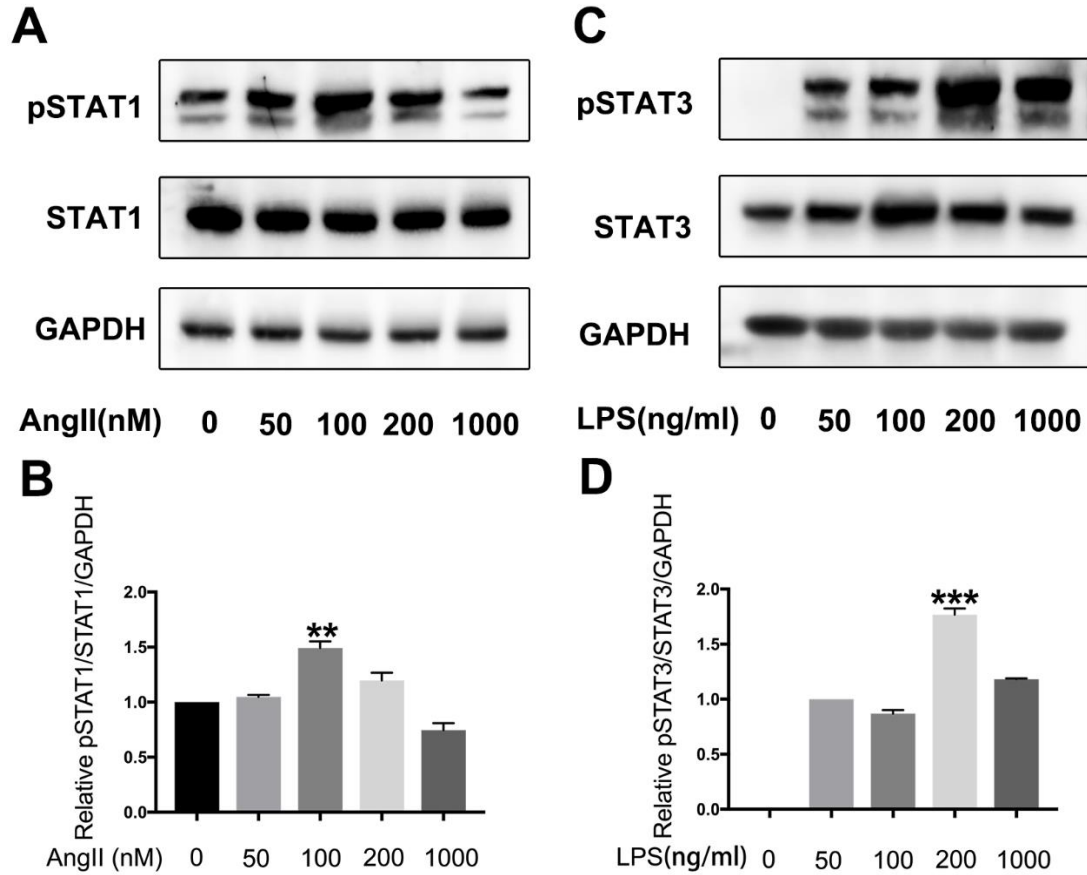 A
pSTAT1
STAT1
GAPDH
AngII(nM) 0 50 100 200 1000
B
Relative pSTAT1/STAT1/GAPDH
2.0
1.5
1.0
0.5
0.0
**
AngII (nM) 0 50 100 200 1000
C
pSTAT3
STAT3
GAPDH
LPS(ng/ml) 0 50 100 200 1000
D
Relative pSTAT3/STAT3/GAPDH
2.0
1.5
1.0
0.5
0.0
***
LPS(ng/ml) 0 50 100 200 1000